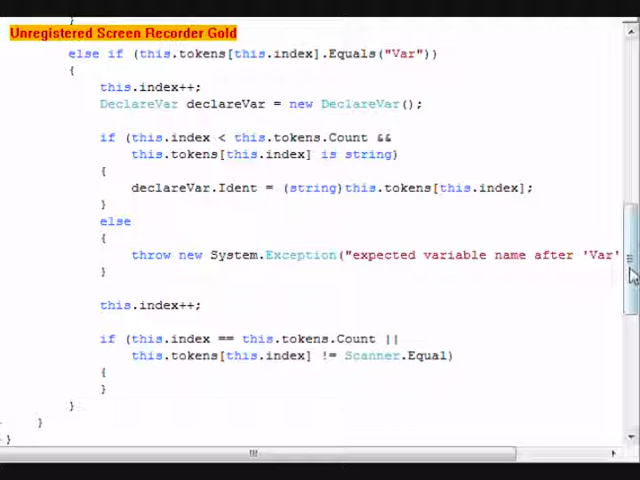 }
Unregistered Screen Recorder Gold
else if (this.tokens[this.index].Equals("Var"))
{
this.index++;
DeclareVar declareVar = new DeclareVar();
if (this.index < this.tokens.Count &&
this.tokens[this.index] is string)
{
declareVar.Ident = (string)this.tokens[this.index];
}
else
{
throw new System.Exception("expected variable name after 'Var'
}
this.index++;
if (this.index == this.tokens.Count ||
this.tokens[this.index] != Scanner.Equal)
{
}
}
}
}